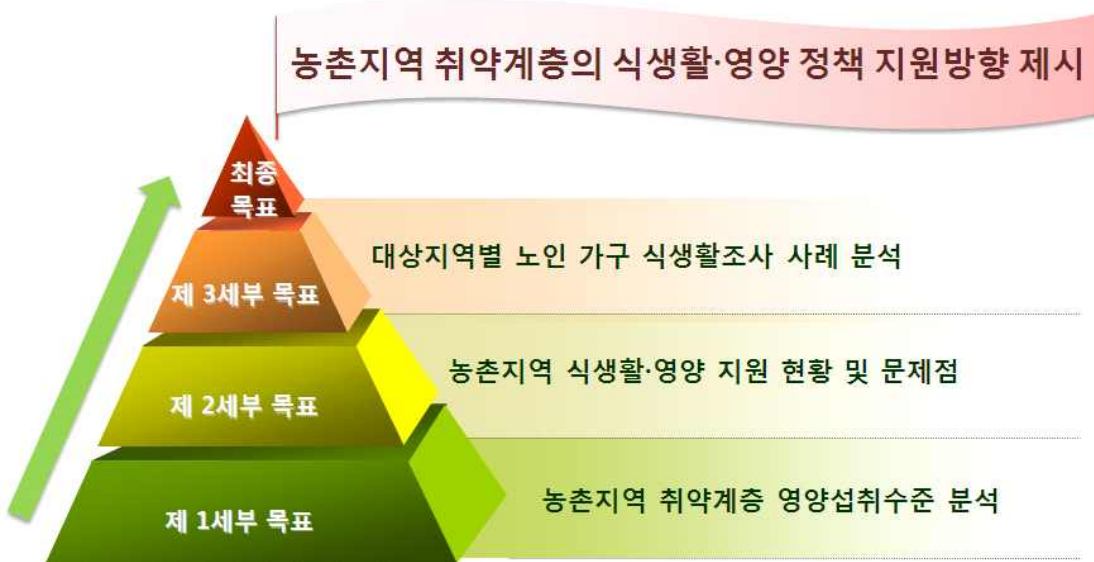 농촌지역 취약계층의 식생활·영양 정책 지원방향 제시
최종
목표
대상지역별 노인 가구 식생활조사 사례 분석
제 3세부 목표
농촌지역 식생활·영양 지원 현황 및 문제점
제 2세부 목표
농촌지역 취약계층 영양섭취수준 분석
제 1세부 목표